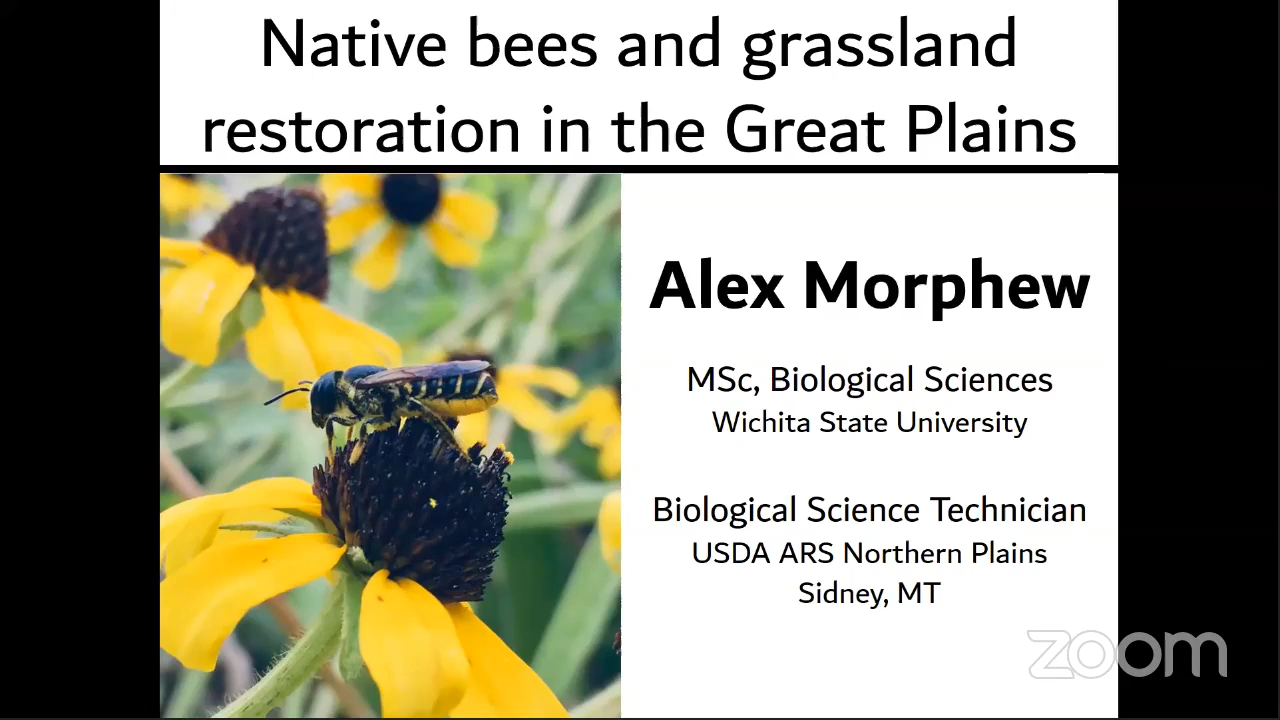 Native bees and grassland
restoration in the Great Plains
Alex Morphew
MSc, Biological Sciences
Wichita State University
Biological Science Technician
USDA ARS Northern Plains
Sidney, MT
zoom